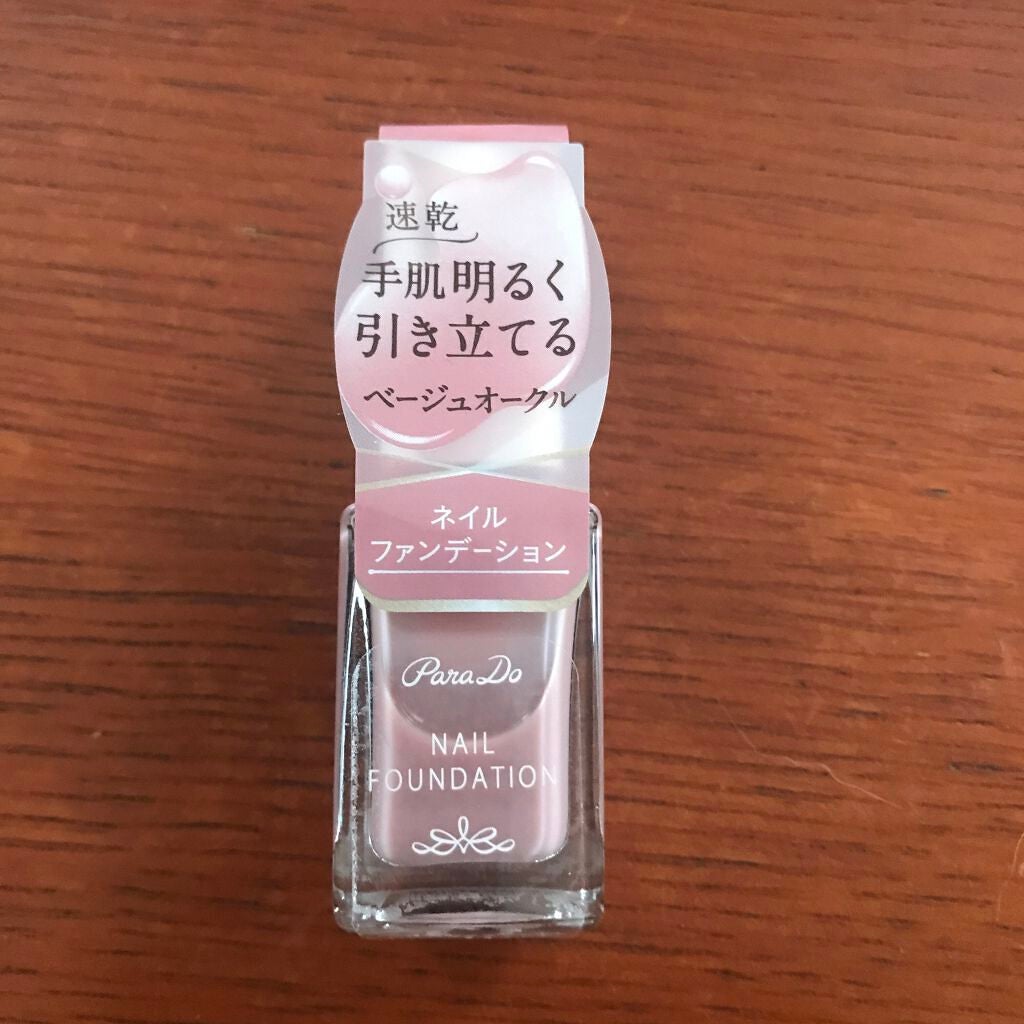 速乾
手肌明るく
引き立てる
ベージュオークル
ネイル
ファンデーション
ParaDo
NAIL
FOUNDATION